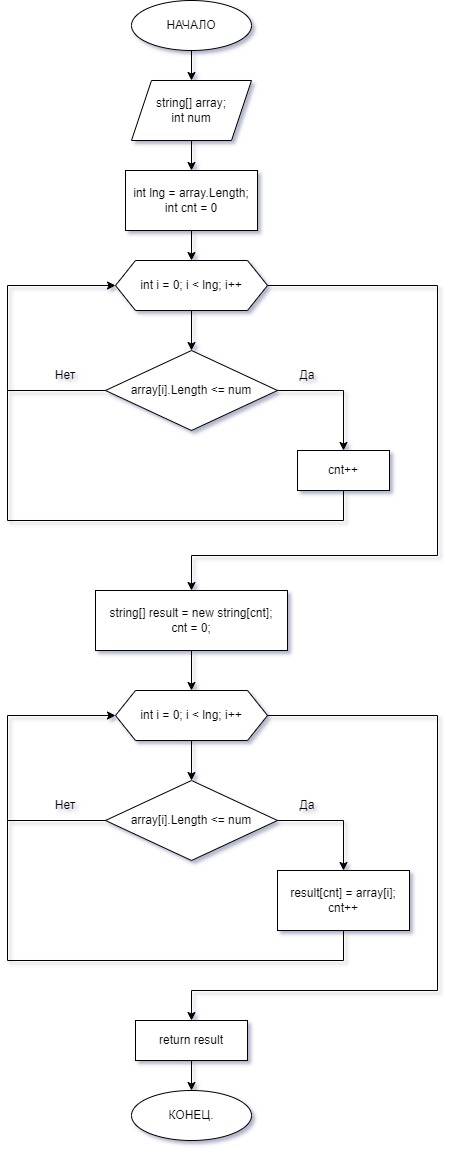 НАЧАЛО
string[] array;
int num
int lng = array.Length;
int cnt = 0
int i = 0; i < lng; i++
Нет
Да
array[i].Length <= num
cnt++
string[] result = new string[cnt];
cnt = 0;
int i = 0; i < lng; i++
Нет
Да
array[i].Length <= num
result[cnt] = array[i];
cnt++
return result
КОНЕЦ.